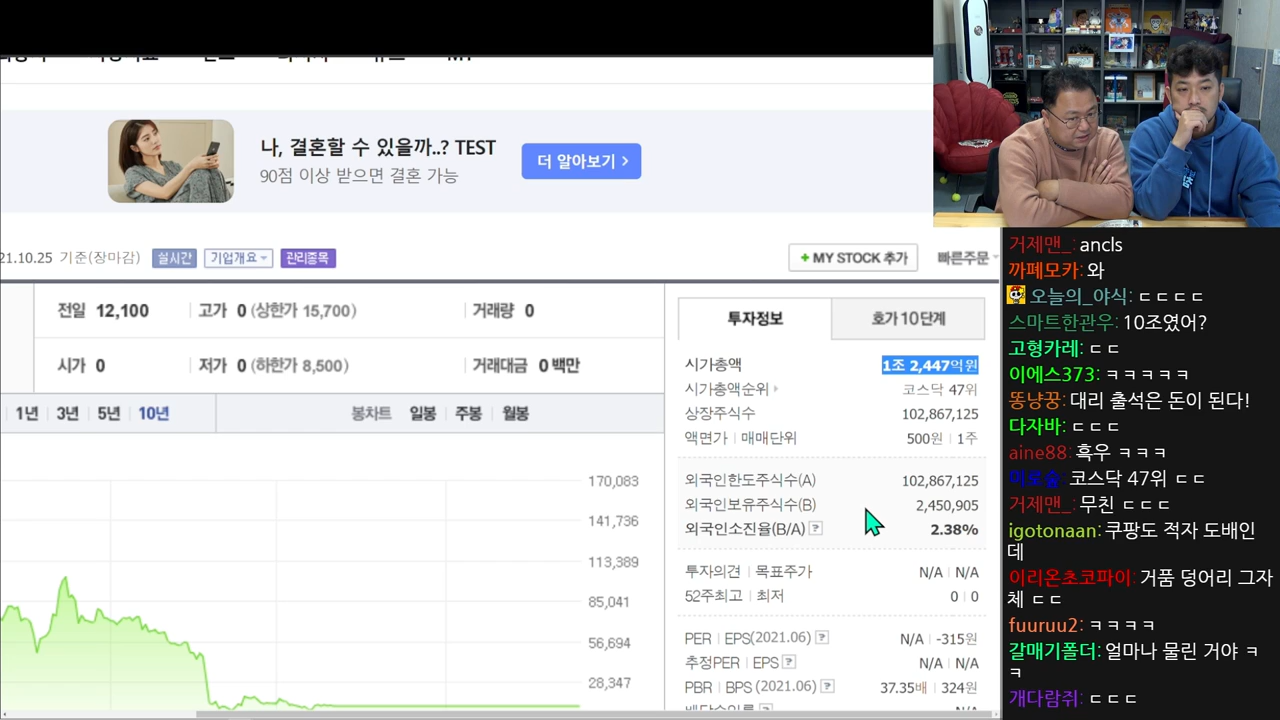 나, 결혼할 수 있을까..? TEST
90점 이상 받으면 결혼 가능
더 알아보기 >
21.10.25 기준(장마감) 실시간 기업개요 관리종목
+ MY STOCK 추가 빠른주문
전일 12,100 고가 0 (상한가 15,700) 거래량 0
시가 0 저가 0 (하한가 8,500) 거래대금 0 백만
1년 3년 5년 10년 봉차트 일봉 주봉 월봉
170,083
141,736
113,389
85,041
56,694
28,347
투자정보 호가 10단계
시가총액 1조 2,447억원
시가총액순위 코스닥 47위
상장주식수 102,867,125
액면가 | 매매단위 500원 | 1주
외국인한도주식수(A) 102,867,125
외국인보유주식수(B) 2,450,905
외국인소진율(B/A) ? 2.38%
투자의견 | 목표주가 N/A | N/A
52주최고 | 최저 0 | 0
PER | EPS(2021.06) ? N/A | -315원
추정PER | EPS ? N/A | N/A
PBR | BPS (2021.06) ? 37.35배 | 324원
거제맨_: ancls
까폐모카: 와
오늘의_야식: ㄷㄷㄷㄷ
스마트한관우: 10조였어?
고형카레: ㄷㄷ
이에스373: ㅋㅋㅋㅋㅋ
똥냥꿍: 대리 출석은 돈이 된다!
다자바: ㄷㄷㄷ
aine88: 흑우 ㅋㅋㅋ
미로숲: 코스닥 47위 ㄷㄷ
거제맨_: 무친 ㄷㄷㄷ
igotonaan: 쿠팡도 적자 도배인
데
이리온초코파이: 거품 덩어리 그자
체 ㄷㄷ
fuuruu2: ㅋㅋㅋㅋ
갈매기폴더: 얼마나 물린 거야 ㅋ
ㅋ
개다람쥐: ㄷㄷㄷ